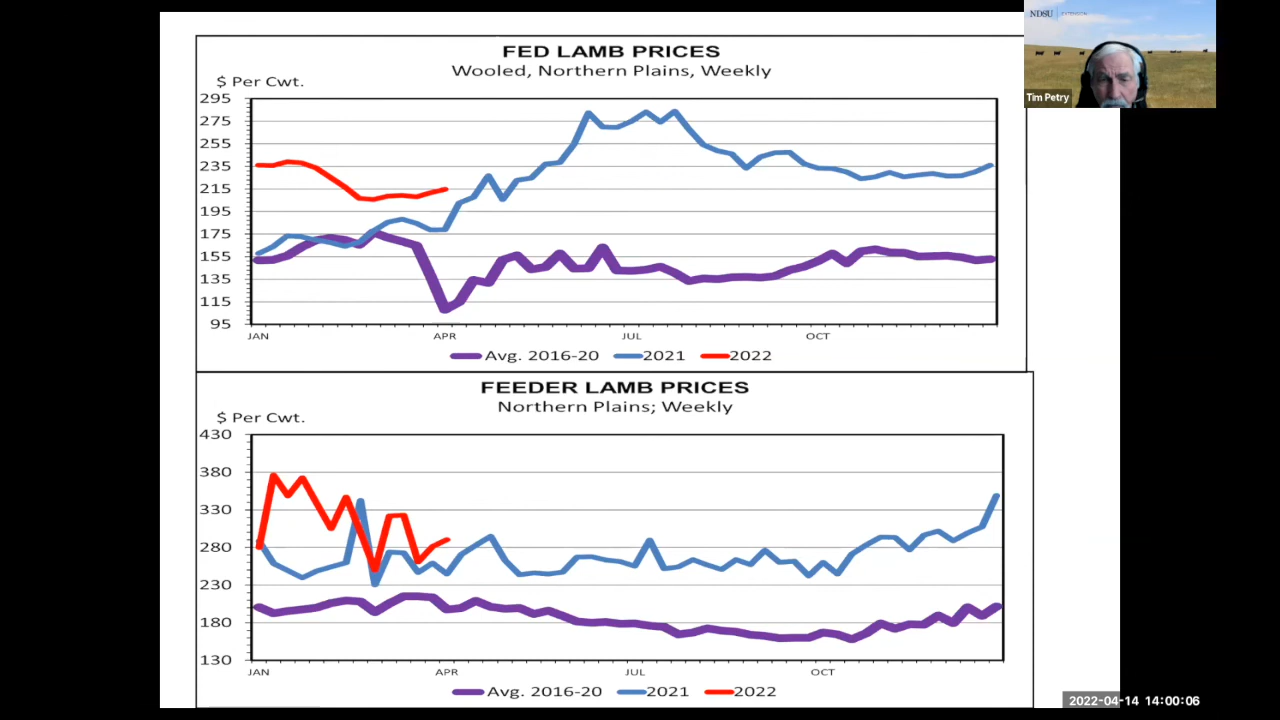 NDSU EXTENSION
Tim Petry
FED LAMB PRICES
Wooled, Northern Plains, Weekly
$ Per Cwt.
295
275
255
235
215
195
175
155
135
115
95
JAN APR JUL OCT
Avg. 2016-20 2021 2022
FEEDER LAMB PRICES
Northern Plains; Weekly
$ Per Cwt.
430
380
330
280
230
180
130
JAN APR JUL OCT
Avg. 2016-20 2021 2022
2022-04-14 14:00:06